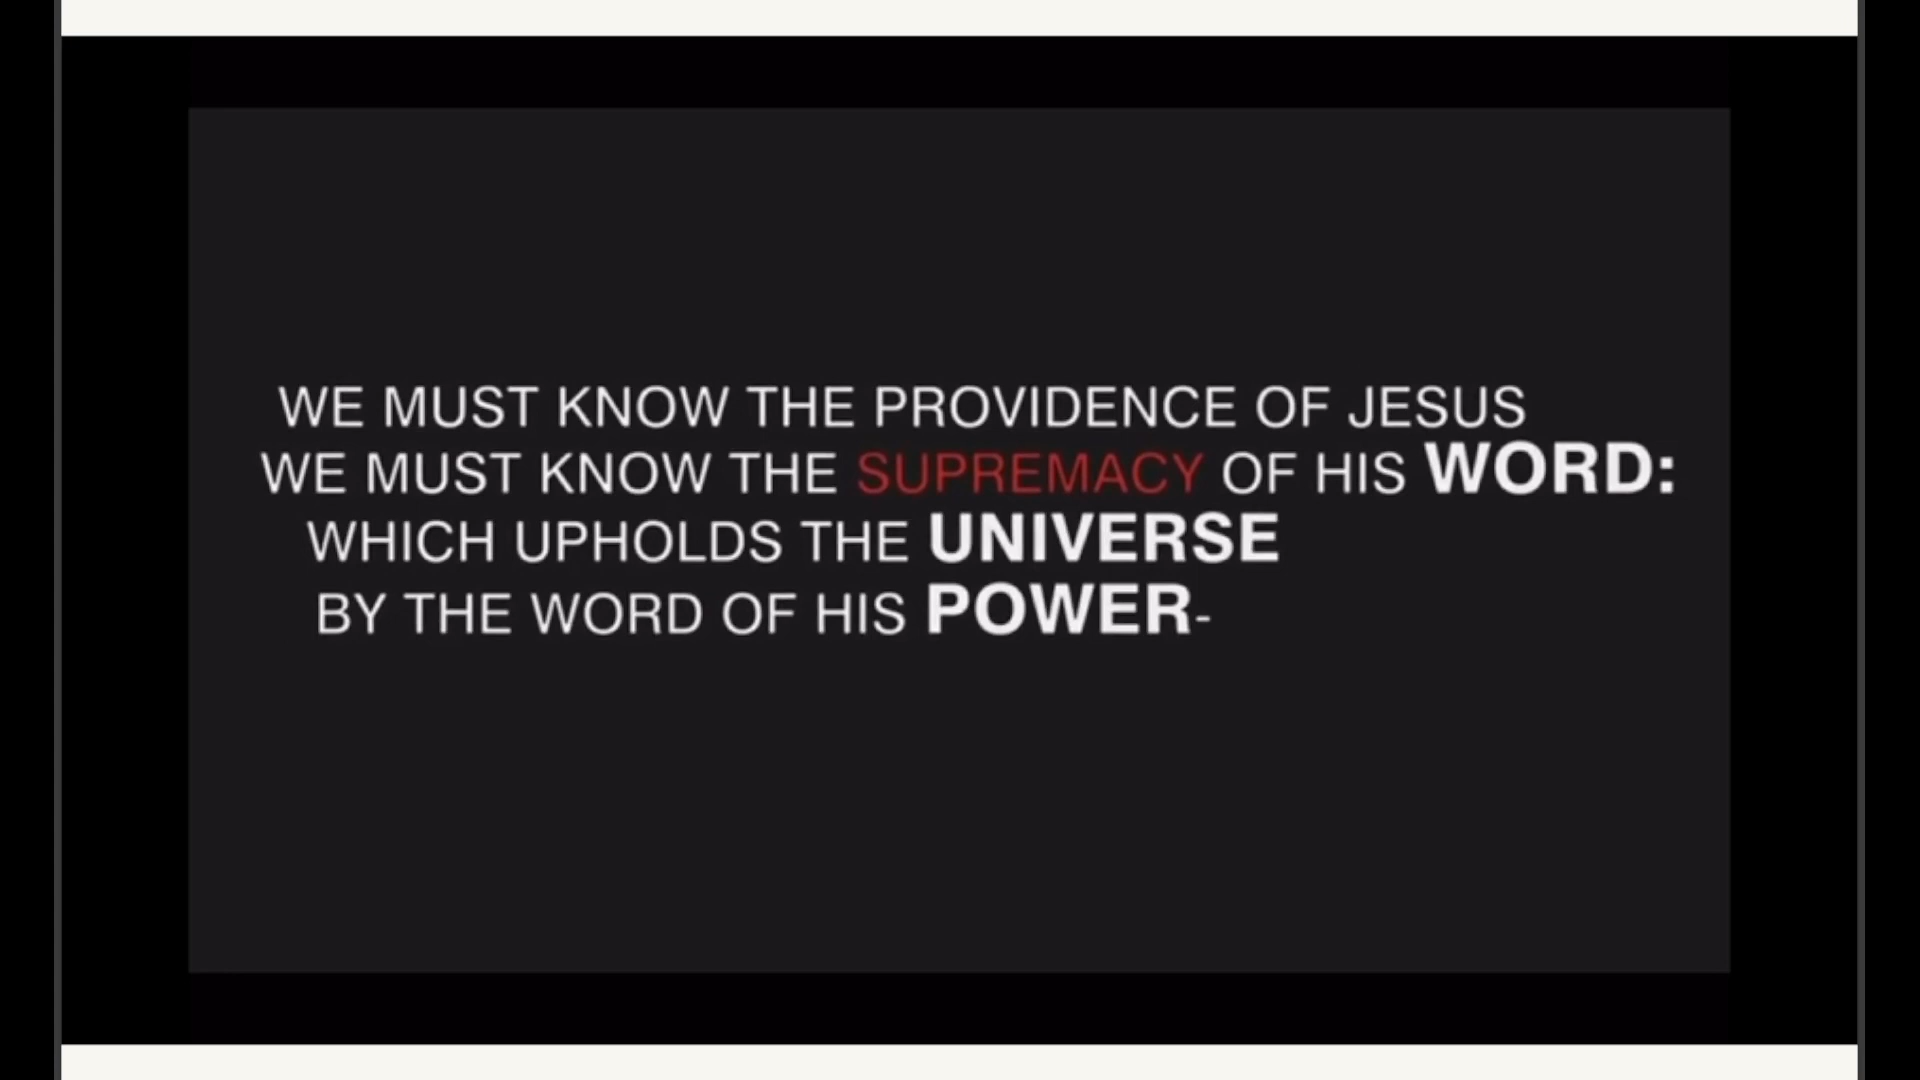 WE MUST KNOW THE PROVIDENCE OF JESUS
WE MUST KNOW THE SUPREMACY OF HIS WORD:
WHICH UPHOLDS THE UNIVERSE
BY THE WORD OF HIS POWER-